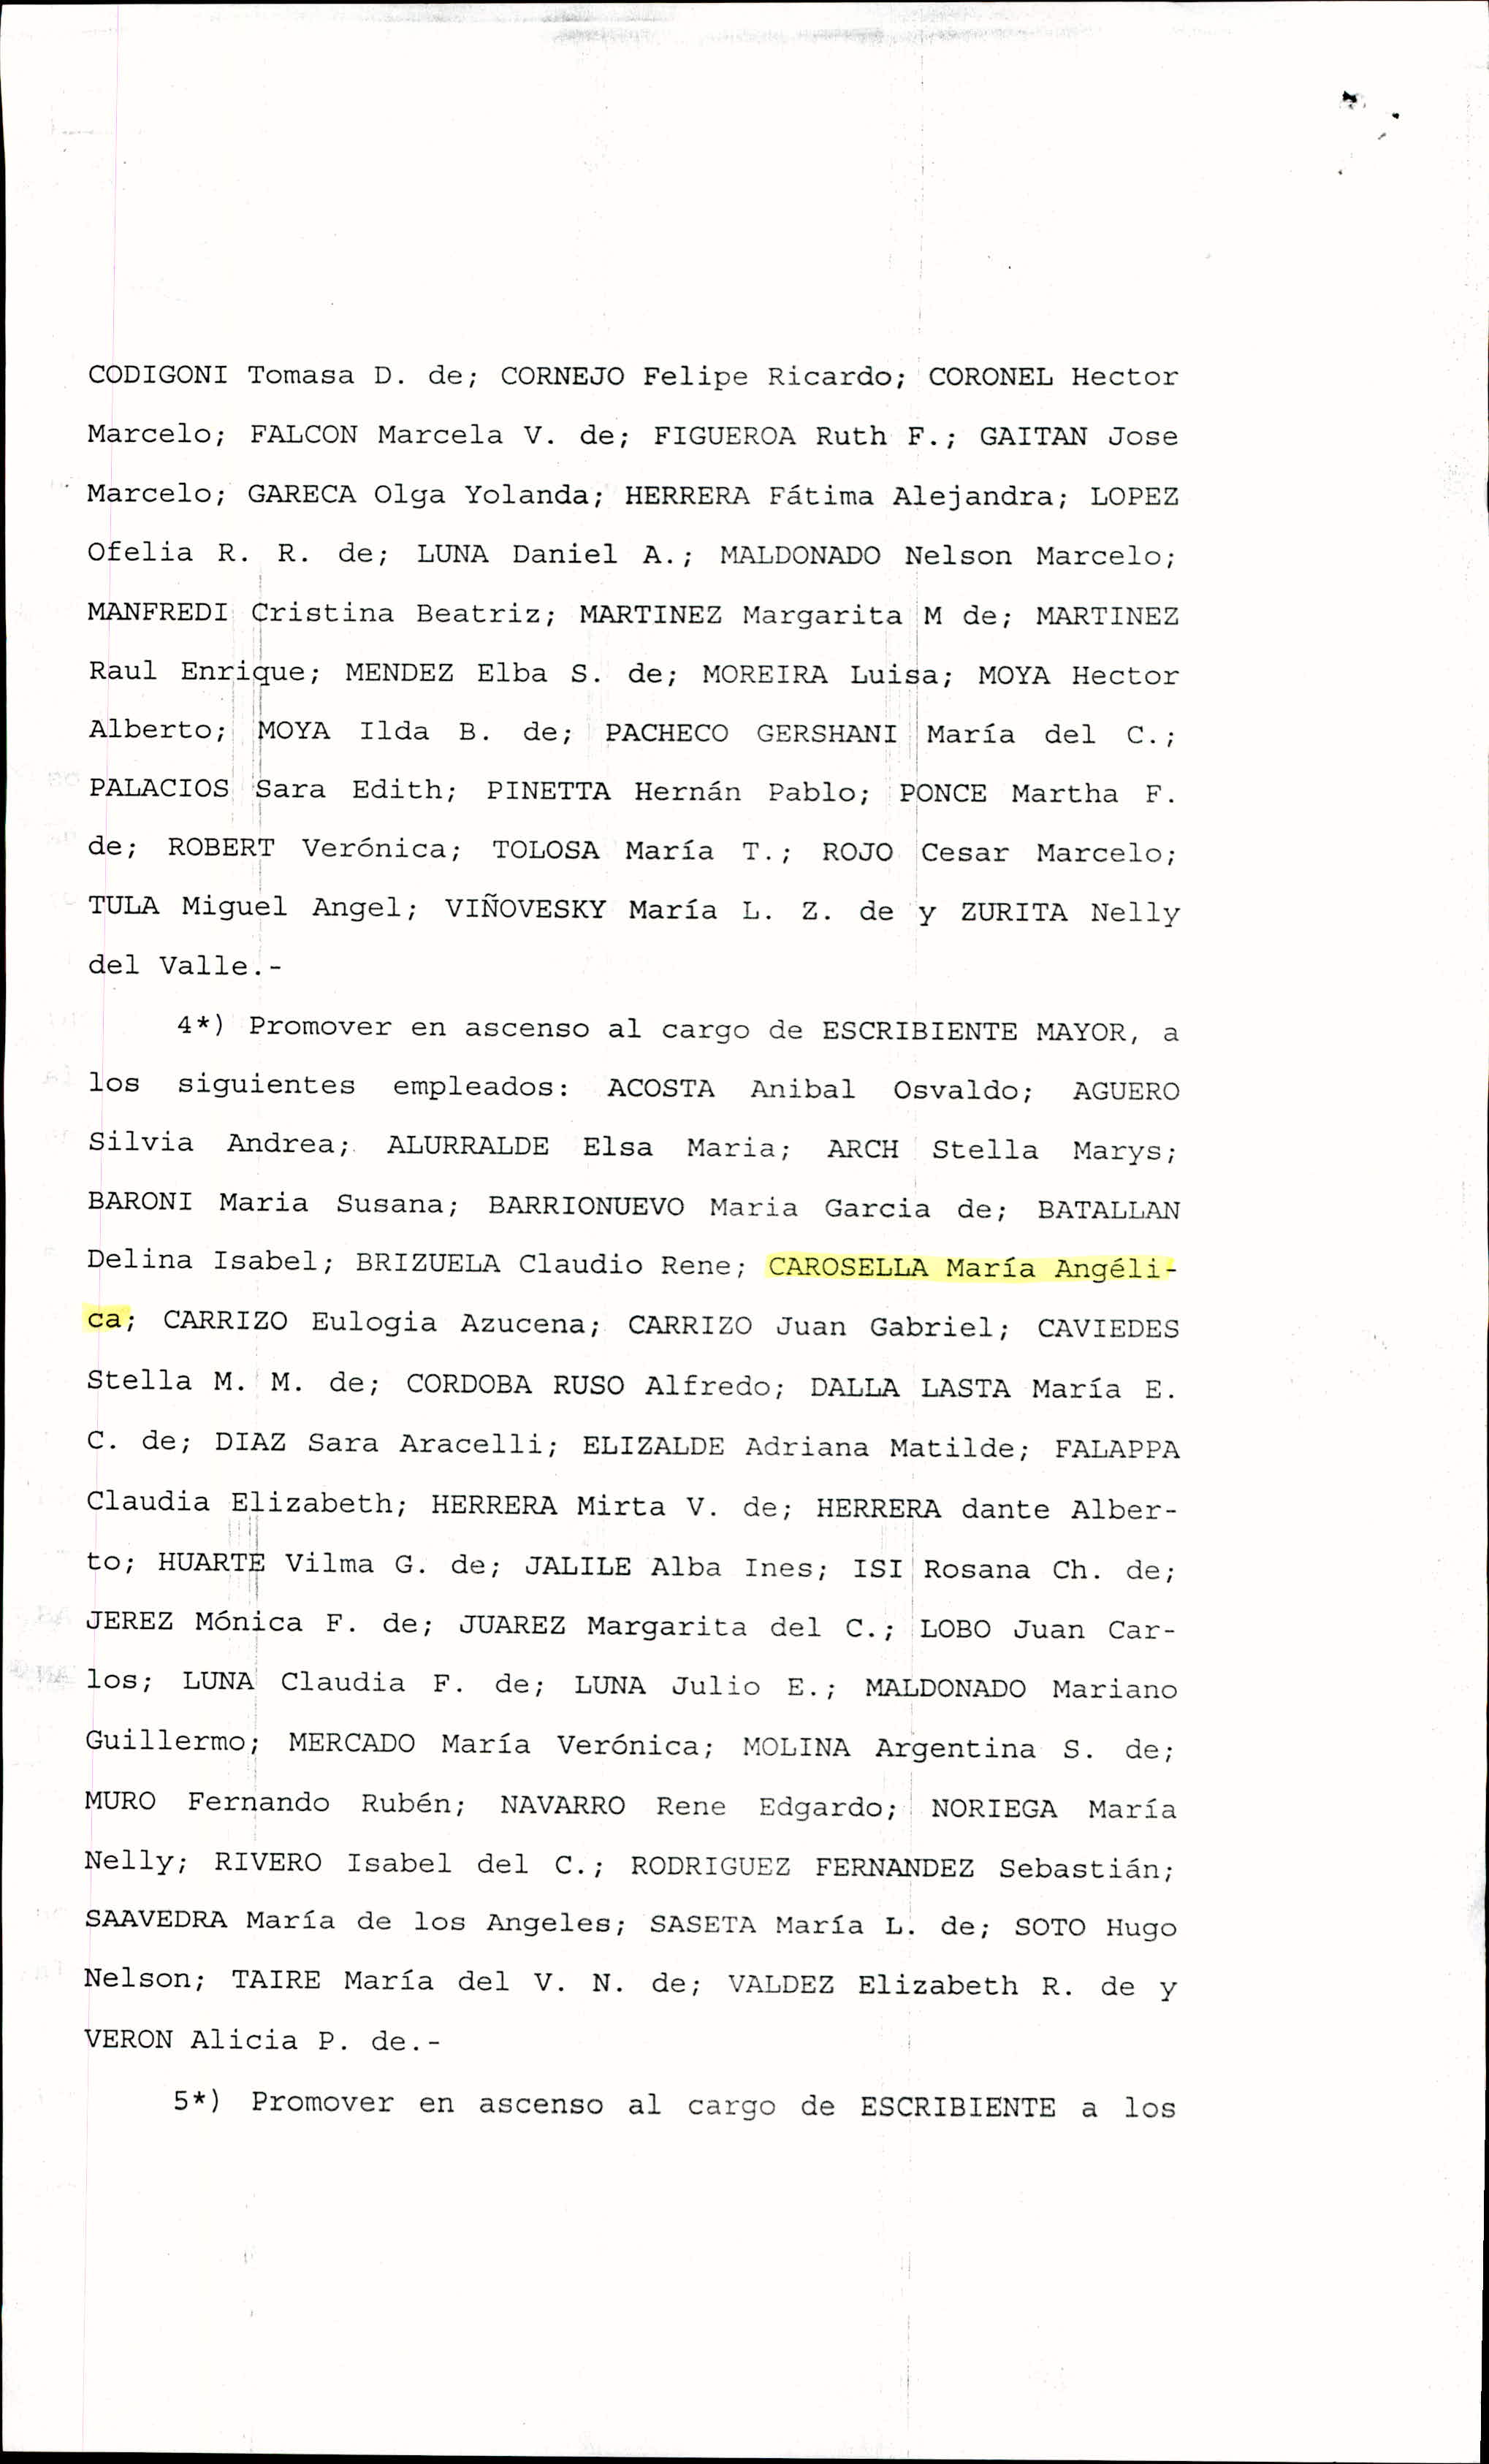 CODIGONI Tomasa D. de; CORNEJO Felipe Ricardo; CORONEL Hector
Marcelo; FALCON Marcela V. de; FIGUEROA Ruth F.; GAITAN Jose
Marcelo; GARECA Olga Yolanda; HERRERA Fátima Alejandra; LOPEZ
Ofelia R. R. de; LUNA Daniel A.; MALDONADO Nelson Marcelo;
MANFREDI Cristina Beatriz; MARTINEZ Margarita M de; MARTINEZ
Raul Enrique; MENDEZ Elba S. de; MOREIRA Luisa; MOYA Hector
Alberto; MOYA Ilda B. de; PACHECO GERSHANI María del C.;
PALACIOS Sara Edith; PINETTA Hernán Pablo; PONCE Martha F.
de; ROBERT Verónica; TOLOSA María T.; ROJO Cesar Marcelo;
TULA Miguel Angel; VIÑOVESKY María L. Z. de y ZURITA Nelly
del Valle.-
4*) Promover en ascenso al cargo de ESCRIBIENTE MAYOR, a
los siguientes empleados: ACOSTA Anibal Osvaldo; AGUERO
Silvia Andrea; ALURRALDE Elsa Maria; ARCH Stella Marys;
BARONI Maria Susana; BARRIONUEVO Maria Garcia de; BATALLAN
Delina Isabel; BRIZUELA Claudio Rene; CAROSELLA María Angéli-
ca; CARRIZO Eulogia Azucena; CARRIZO Juan Gabriel; CAVIEDES
Stella M. M. de; CORDOBA RUSO Alfredo; DALLA LASTA María E.
C. de; DIAZ Sara Aracelli; ELIZALDE Adriana Matilde; FALAPPA
Claudia Elizabeth; HERRERA Mirta V. de; HERRERA dante Alber-
to; HUARTE Vilma G. de; JALILE Alba Ines; ISI Rosana Ch. de;
JEREZ Mónica F. de; JUAREZ Margarita del C.; LOBO Juan Car-
los; LUNA Claudia F. de; LUNA Julio E.; MALDONADO Mariano
Guillermo; MERCADO María Verónica; MOLINA Argentina S. de;
MURO Fernando Rubén; NAVARRO Rene Edgardo; NORIEGA María
Nelly; RIVERO Isabel del C.; RODRIGUEZ FERNANDEZ Sebastián;
SAAVEDRA María de los Angeles; SASETA María L. de; SOTO Hugo
Nelson; TAIRE María del V. N. de; VALDEZ Elizabeth R. de y
VERON Alicia P. de.-
5*) Promover en ascenso al cargo de ESCRIBIENTE a los